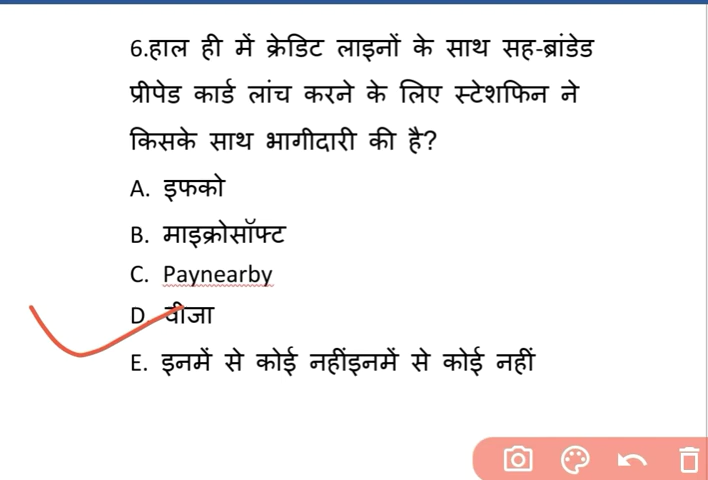 6.हाल ही में क्रेडिट लाइनों के साथ सह-ब्रांडेड
प्रीपेड कार्ड लांच करने के लिए स्टेशफिन ने
किसके साथ भागीदारी की है?
A. इफको
B. माइक्रोसॉफ्ट
C. Paynearby
D. वीजा
E. इनमें से कोई नहींइनमें से कोई नहीं